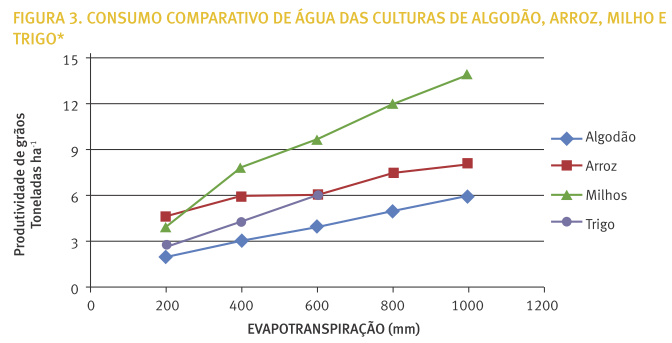 FIGURA 3. CONSUMO COMPARATIVO DE ÁGUA DAS CULTURAS DE ALGODÃO, ARROZ, MILHO E
TRIGO*
Produtividade de grãos
Toneladas ha⁻¹
15
12
9
6
3
0
0
200
400
600
800
1000
1200
EVAPOTRANSPIRAÇÃO (mm)
Algodão
Arroz
Milhos
Trigo